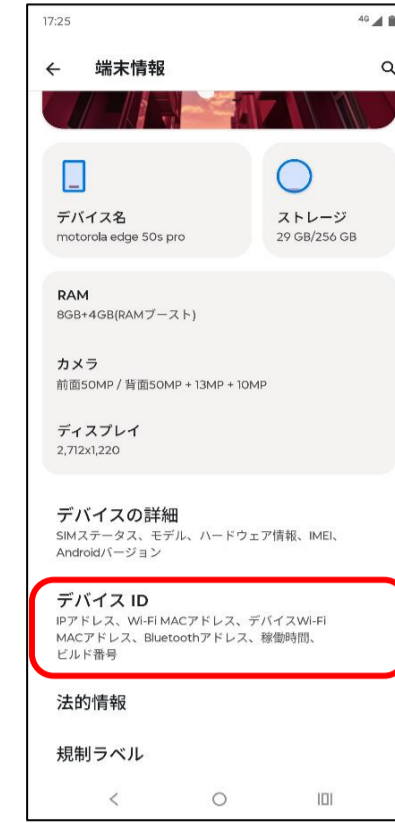 17:25
4G
端末情報
デバイス名
motorola edge 50s pro
ストレージ
29 GB/256 GB
RAM
8GB+4GB(RAMブースト)
カメラ
前面50MP / 背面50MP + 13MP + 10MP
ディスプレイ
2,712x1,220
デバイスの詳細
SIMステータス、モデル、ハードウェア情報、IMEI、
Androidバージョン
デバイス ID
IPアドレス、Wi-Fi MACアドレス、デバイスWi-Fi
MACアドレス、Bluetoothアドレス、稼働時間、
ビルド番号
法的情報
規制ラベル